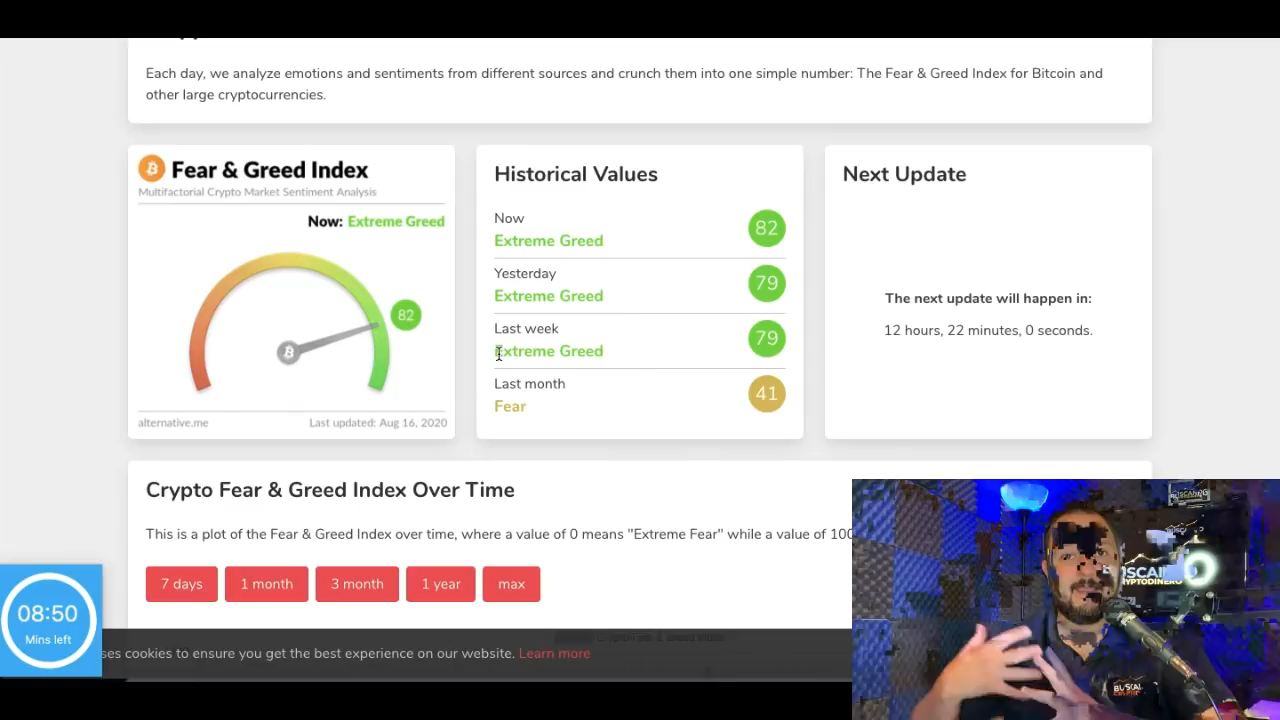 Each day, we analyze emotions and sentiments from different sources and crunch them into one simple number: The Fear & Greed Index for Bitcoin and
other large cryptocurrencies.
Fear & Greed Index
Multifactorial Crypto Market Sentiment Analysis
Now: Extreme Greed
82
alternative.me
Last updated: Aug 16, 2020
Historical Values
Now
Extreme Greed
82
Yesterday
Extreme Greed
79
Last week
Extreme Greed
79
Last month
Fear
41
Next Update
The next update will happen in:
12 hours, 22 minutes, 0 seconds.
Crypto Fear & Greed Index Over Time
This is a plot of the Fear & Greed Index over time, where a value of 0 means "Extreme Fear" while a value of 100
7 days
1 month
3 month
1 year
max
08:50
Mins left
ses cookies to ensure you get the best experience on our website. Learn more